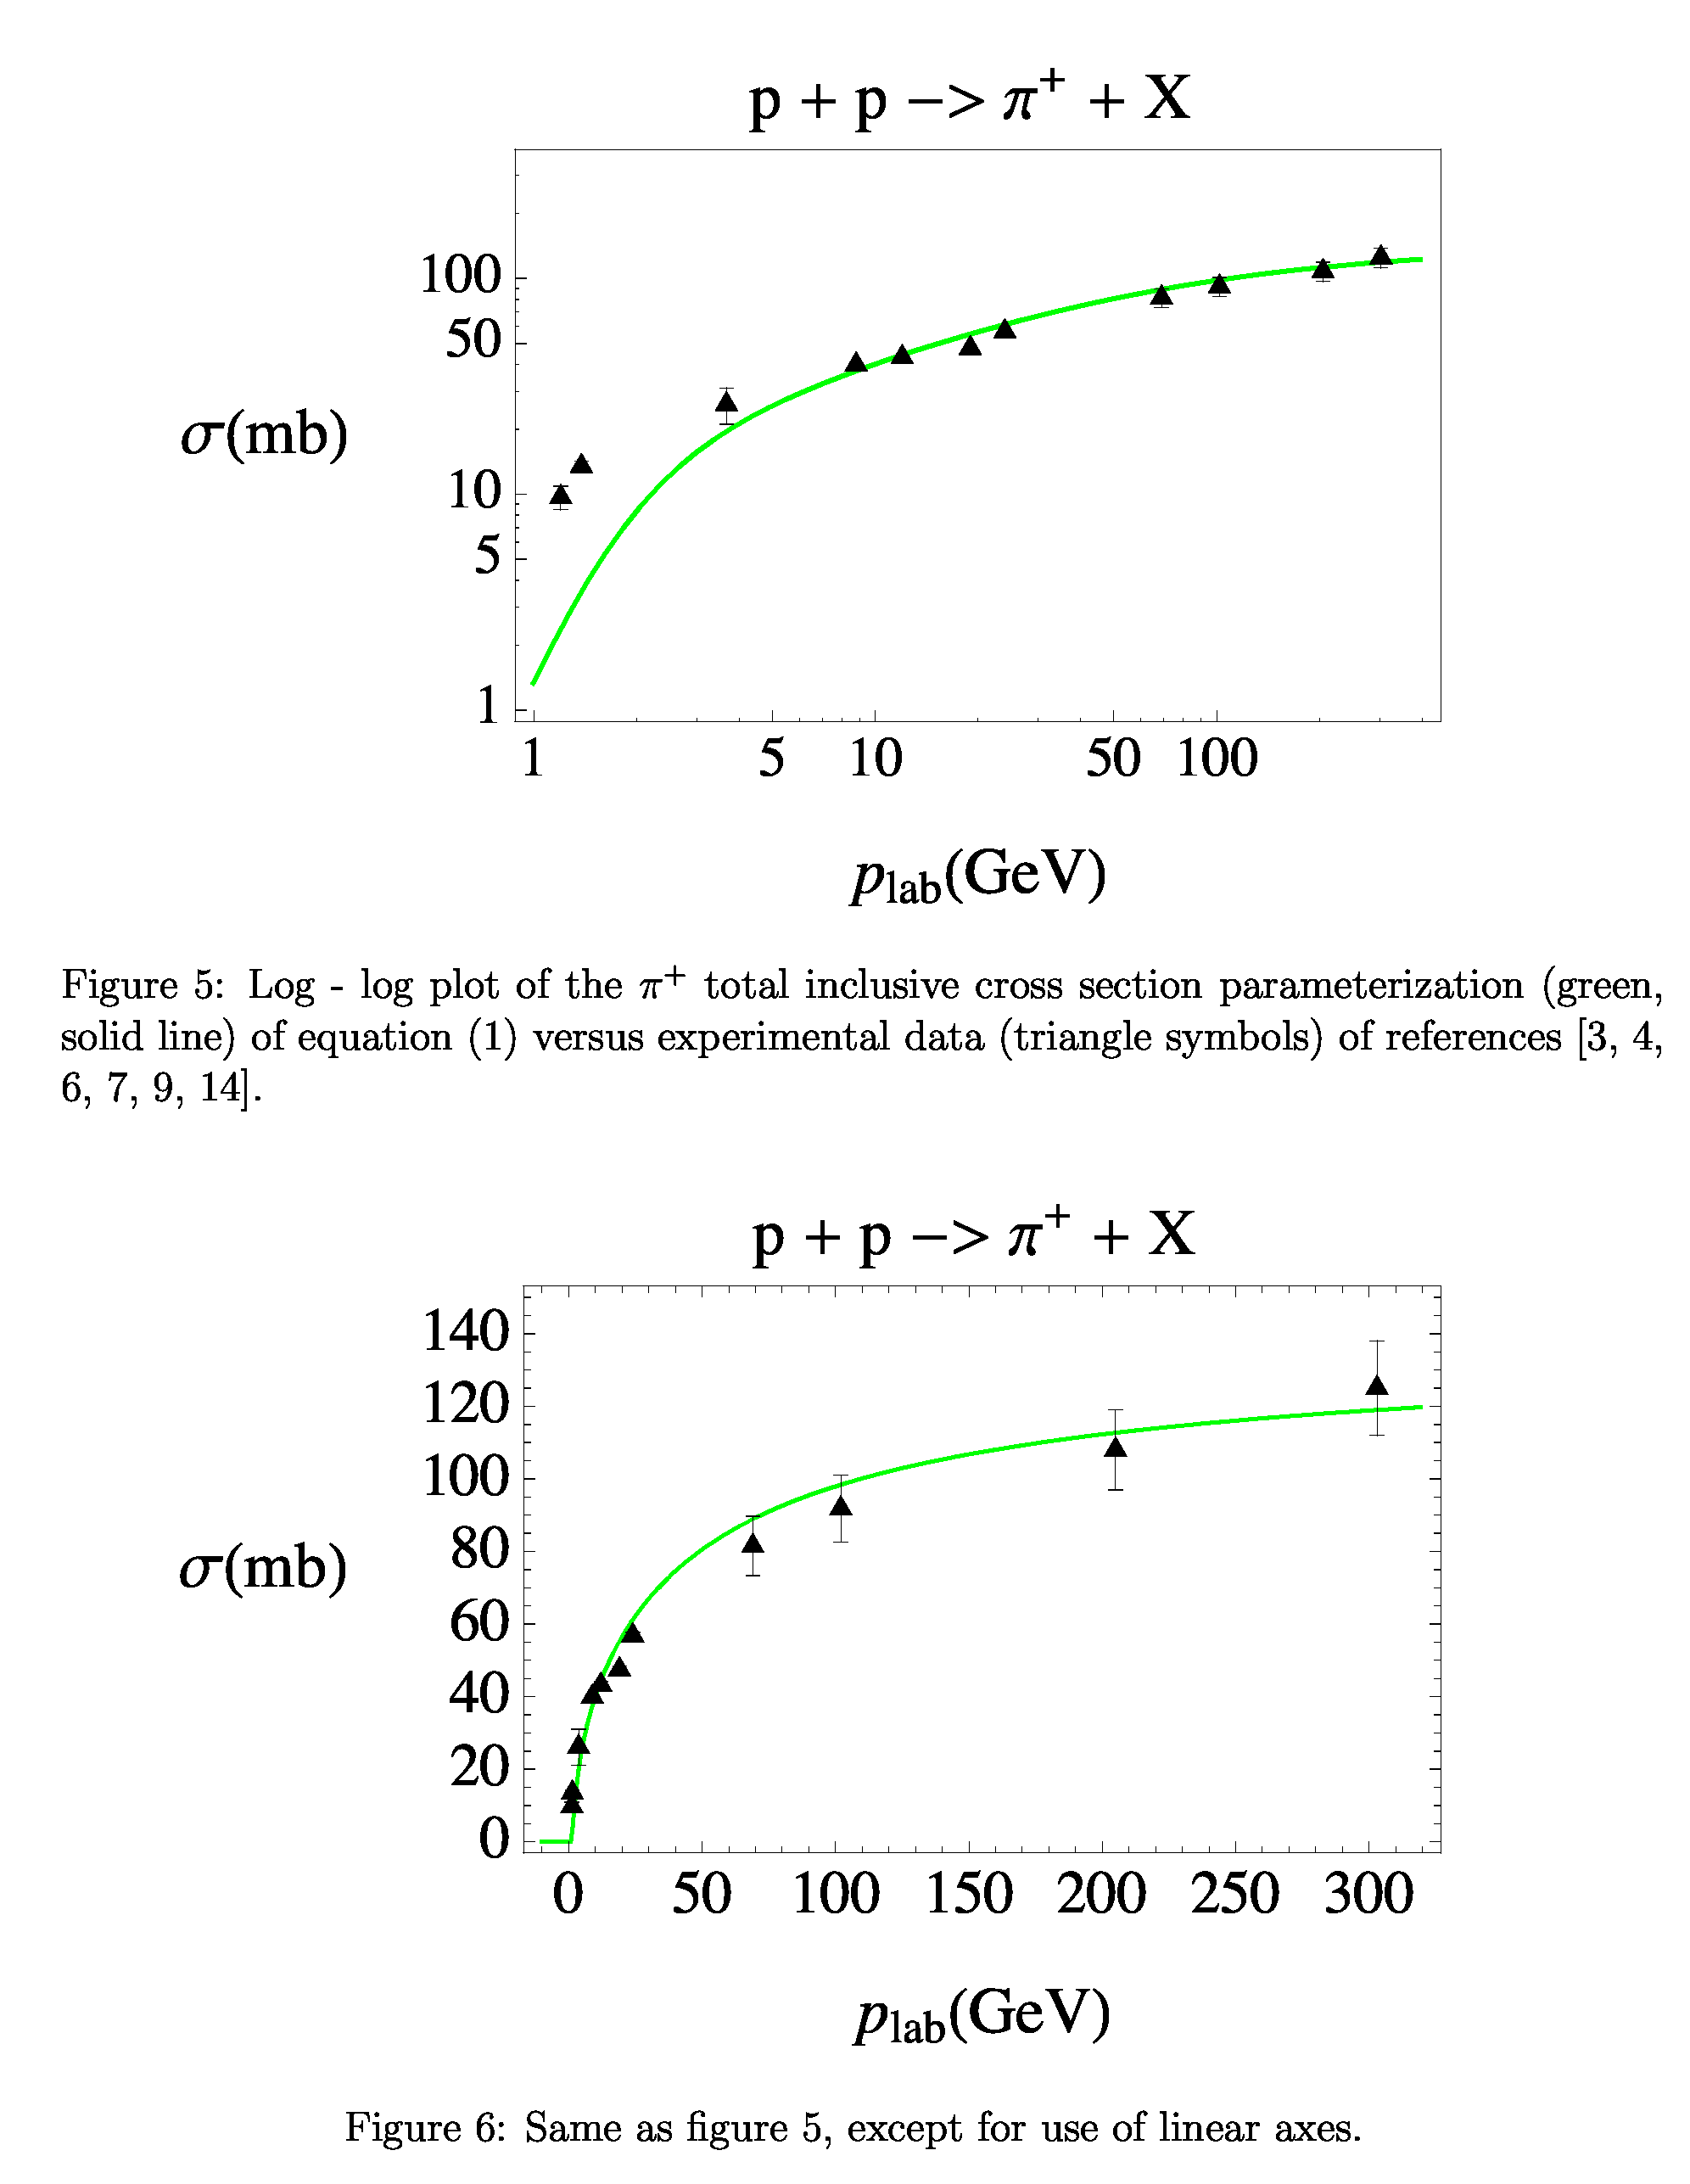 p + p −> π⁺ + X
100
50
σ(mb)
10
5
1
1 5 10 50 100
p_lab(GeV)
Figure 5: Log - log plot of the π⁺ total inclusive cross section parameterization (green,
solid line) of equation (1) versus experimental data (triangle symbols) of references [3, 4,
6, 7, 9, 14].
p + p −> π⁺ + X
140
120
100
σ(mb)
80
60
40
20
0
0 50 100 150 200 250 300
p_lab(GeV)
Figure 6: Same as figure 5, except for use of linear axes.